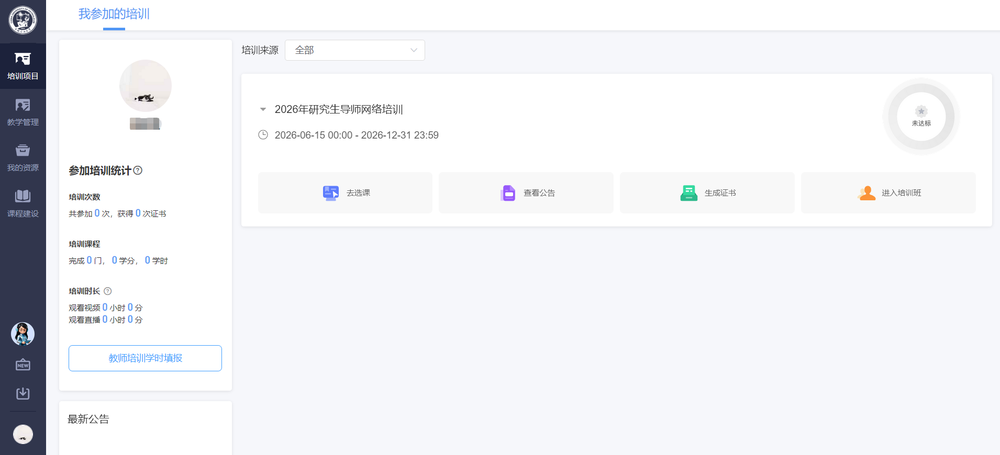 我参加的培训
培训项目
教学管理
我的资源
课程建设
NEW
参加培训统计
培训次数
共参加 0 次，获得 0 次证书
培训课程
完成 0 门， 0 学分， 0 学时
培训时长
观看视频 0 小时 0 分
观看直播 0 小时 0 分
教师培训学时填报
最新公告
培训来源 全部
2026年研究生导师网络培训
2026-06-15 00:00 - 2026-12-31 23:59
未达标
去选课 查看公告 生成证书 进入培训班